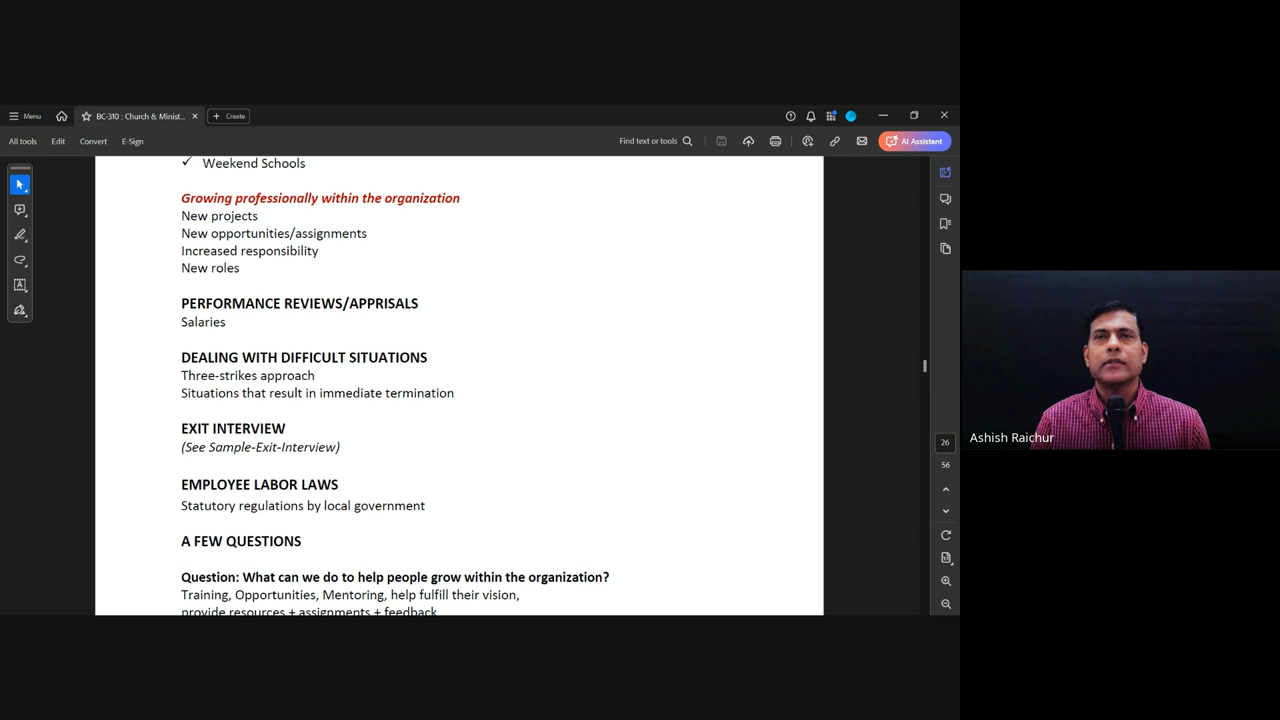 Menu
BC-310 : Church & Minist...
Create
All tools
Edit
Convert
E-Sign
Find text or tools
AI Assistant
✓ Weekend Schools
Growing professionally within the organization
New projects
New opportunities/assignments
Increased responsibility
New roles
PERFORMANCE REVIEWS/APPRISALS
Salaries
DEALING WITH DIFFICULT SITUATIONS
Three-strikes approach
Situations that result in immediate termination
EXIT INTERVIEW
(See Sample-Exit-Interview)
EMPLOYEE LABOR LAWS
Statutory regulations by local government
A FEW QUESTIONS
Question: What can we do to help people grow within the organization?
Training, Opportunities, Mentoring, help fulfill their vision,
provide resources + assignments + feedback
26
56
Ashish Raichur